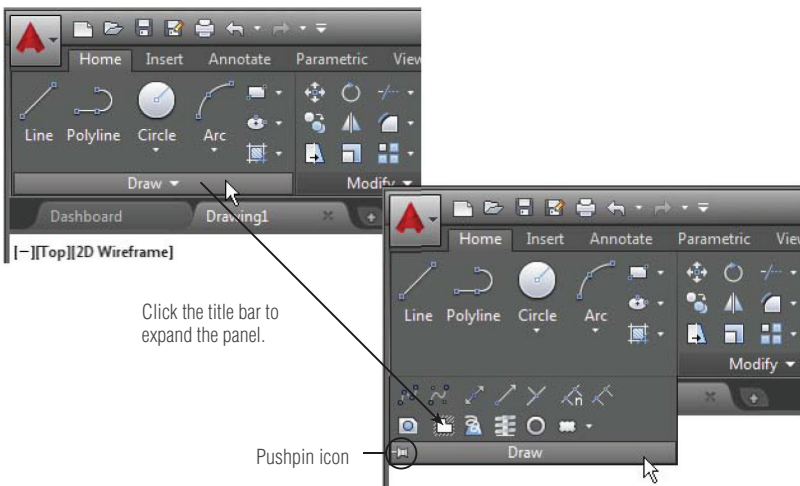 Home Insert Annotate Parametric View
Line Polyline Circle Arc
Draw Modify
Dashboard Drawing1
[−][Top][2D Wireframe]
Click the title bar to
expand the panel.
Home Insert Annotate Parametric View
Line Polyline Circle Arc
Modify
n
Pushpin icon
Draw